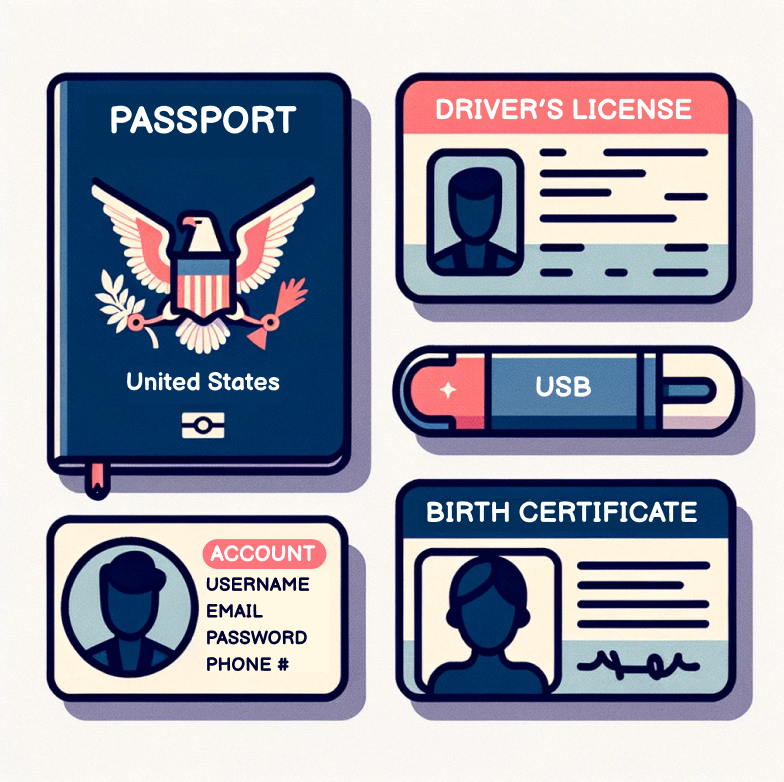 PASSPORT
United States
DRIVER'S LICENSE
USB
ACCOUNT
USERNAME
EMAIL
PASSWORD
PHONE #
BIRTH CERTIFICATE